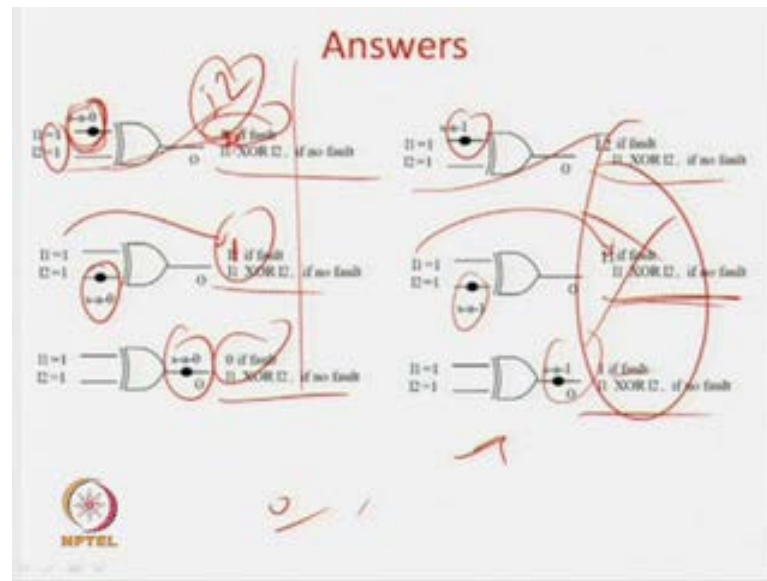 Answers
i2
s-a-0
I1=1
I2=1
O
if fault
I1 XOR I2, if no fault
s-a-1
I1=1
I2=1
O
I2 if fault
I1 XOR I2, if no fault
I1=1
I2=1
s-a-0
O
if fault
I1 XOR I2, if no fault
I1=1
I2=1
s-a-1
O
if fault
I1 XOR I2, if no fault
I1=1
I2=1
s-a-0
O
0 if fault
I1 XOR I2, if no fault
I1=1
I2=1
s-a-1
O
if fault
I1 XOR I2, if no fault
0
NPTEL